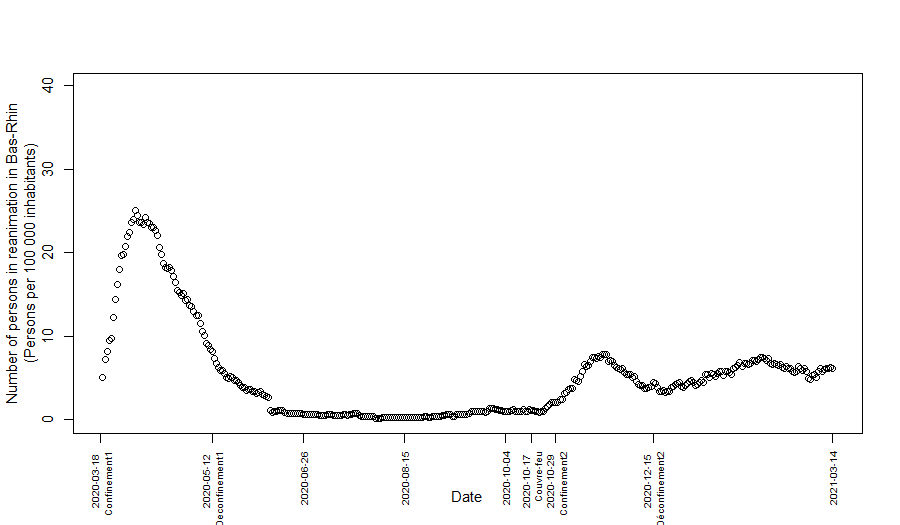 Number of persons in reanimation in Bas-Rhin
(Persons per 100 000 inhabitants)
40
30
20
10
0
2020-03-18
Confinement1
2020-05-12
Deconfinement1
2020-06-26
2020-08-15
2020-10-04
2020-10-17
Couvre-feu
2020-10-29
Confinement2
2020-12-15
Déconfinement2
2021-03-14
Date